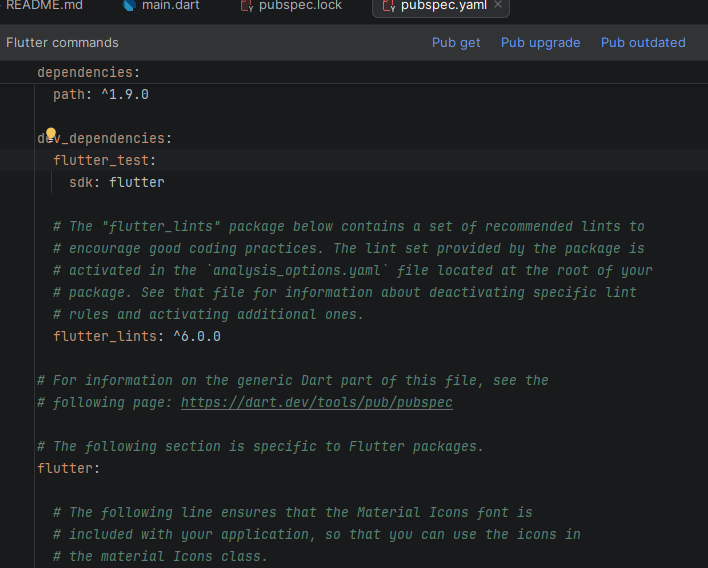 README.md main.dart pubspec.lock pubspec.yaml
Flutter commands Pub get Pub upgrade Pub outdated
dependencies:
path: ^1.9.0
dev_dependencies:
flutter_test:
sdk: flutter
# The "flutter_lints" package below contains a set of recommended lints to
# encourage good coding practices. The lint set provided by the package is
# activated in the `analysis_options.yaml` file located at the root of your
# package. See that file for information about deactivating specific lint
# rules and activating additional ones.
flutter_lints: ^6.0.0
# For information on the generic Dart part of this file, see the
# following page: https://dart.dev/tools/pub/pubspec
# The following section is specific to Flutter packages.
flutter:
# The following line ensures that the Material Icons font is
# included with your application, so that you can use the icons in
# the material Icons class.